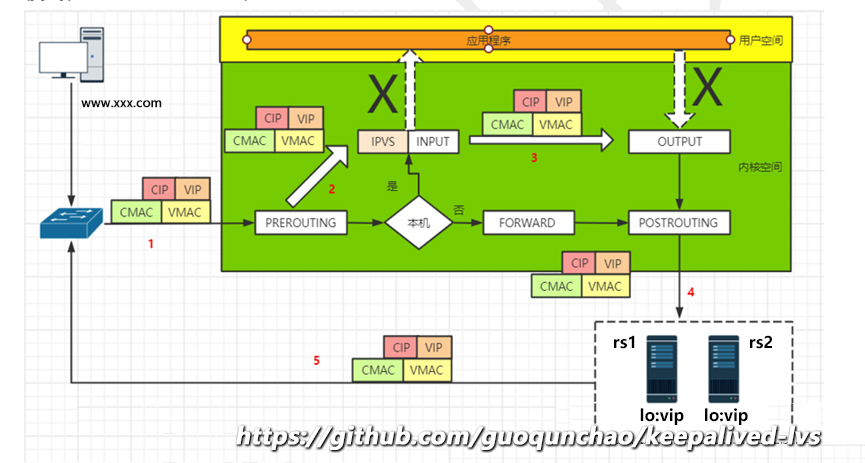 应用程序
用户空间
www.xxx.com
X
X
CIP VIP
CMAC VMAC
CIP VIP
CMAC VMAC
IPVS INPUT
3
OUTPUT
内核空间
2
是
CIP VIP
CMAC VMAC
1
PREROUTING
本机
否
FORWARD
POSTROUTING
CIP VIP
CMAC VMAC
4
5
CIP VIP
CMAC VMAC
rs1
rs2
lo:vip
lo:vip
https://github.com/guoqunchao/keepalived-lvs